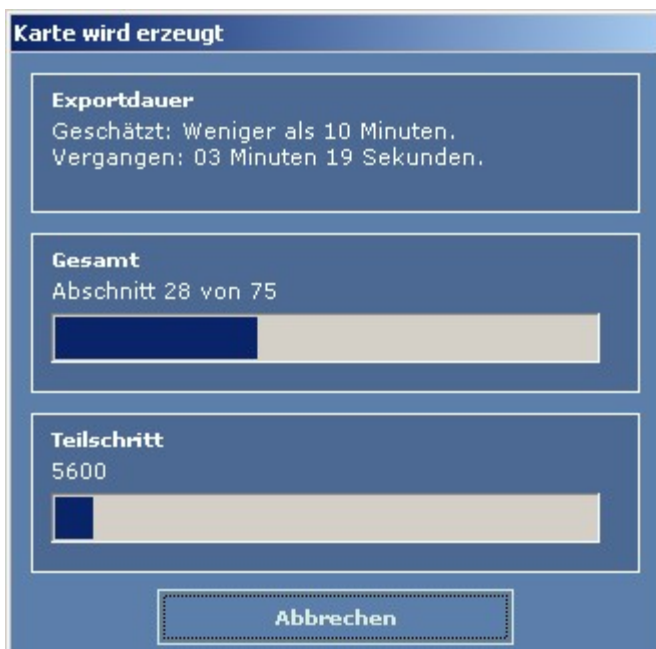 Karte wird erzeugt
Exportdauer
Geschätzt: Weniger als 10 Minuten.
Vergangen: 03 Minuten 19 Sekunden.
Gesamt
Abschnitt 28 von 75
Teilschritt
5600
Abbrechen